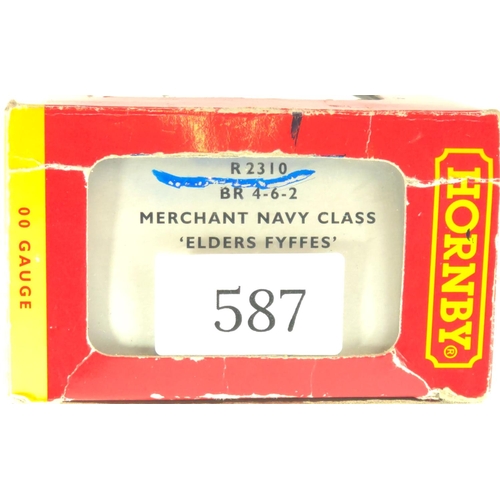 R2310
BR 4-6-2
MERCHANT NAVY CLASS
'ELDERS FYFFES'
587
00 GAUGE
HORNBY®